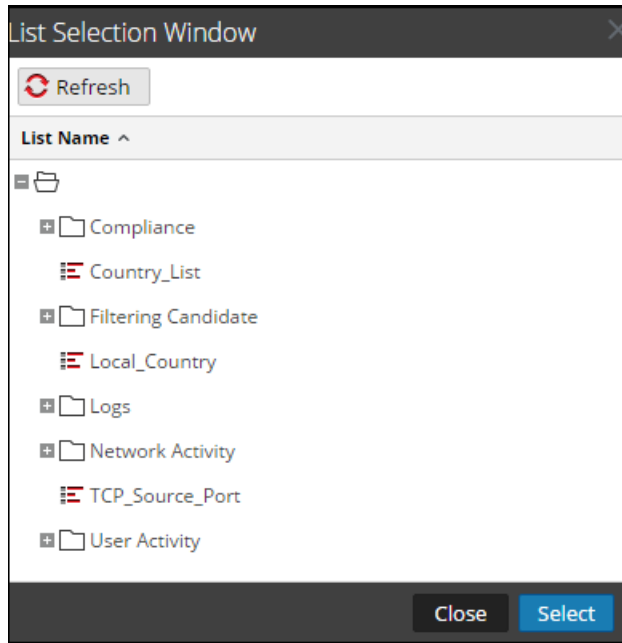 List Selection Window
Refresh
List Name
Compliance
Country_List
Filtering Candidate
Local_Country
Logs
Network Activity
TCP_Source_Port
User Activity
Close Select